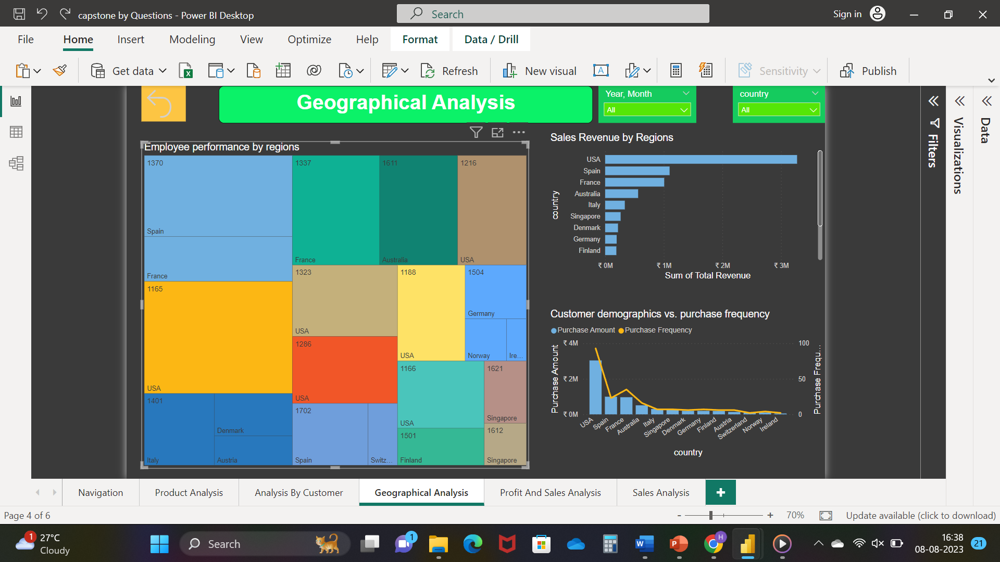 capstone by Questions - Power BI Desktop
Search
Sign in
File Home Insert Modeling View Optimize Help Format Data / Drill
Get data
Refresh
New visual
Sensitivity
Publish
Geographical Analysis
Year, Month
All
country
All
Filters
Visualizations
Data
Employee performance by regions
1370
Spain
France
1165
USA
1401
Italy
Denmark
Austria
1337
France
1611
Australia
1216
USA
1323
USA
1286
USA
1702
Spain
Switz...
1188
USA
1504
Germany
Norway
Ire...
1166
USA
1501
Finland
1621
Singapore
1612
Singapore
Sales Revenue by Regions
country
USA
Spain
France
Australia
Italy
Singapore
Denmark
Germany
Finland
₹ 0M ₹ 1M ₹ 2M ₹ 3M
Sum of Total Revenue
Customer demographics vs. purchase frequency
Purchase Amount Purchase Frequency
Purchase Amount
₹ 4M
₹ 2M
₹ 0M
100
50
0
Purchase Frequ...
USA Spain France Australia Italy Singapore Denmark Germany Finland Austria Switzerland Norway Ireland
country
Navigation Product Analysis Analysis By Customer Geographical Analysis Profit And Sales Analysis Sales Analysis +
Page 4 of 6
- + 70%
Update available (click to download)
1
27°C
Cloudy
Search
1
H
16:38
08-08-2023
21